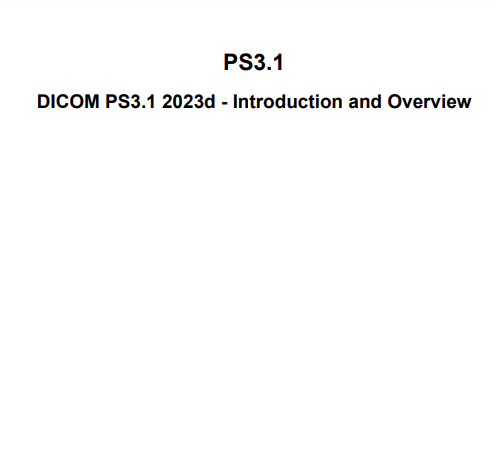 PS3.1
DICOM PS3.1 2023d - Introduction and Overview